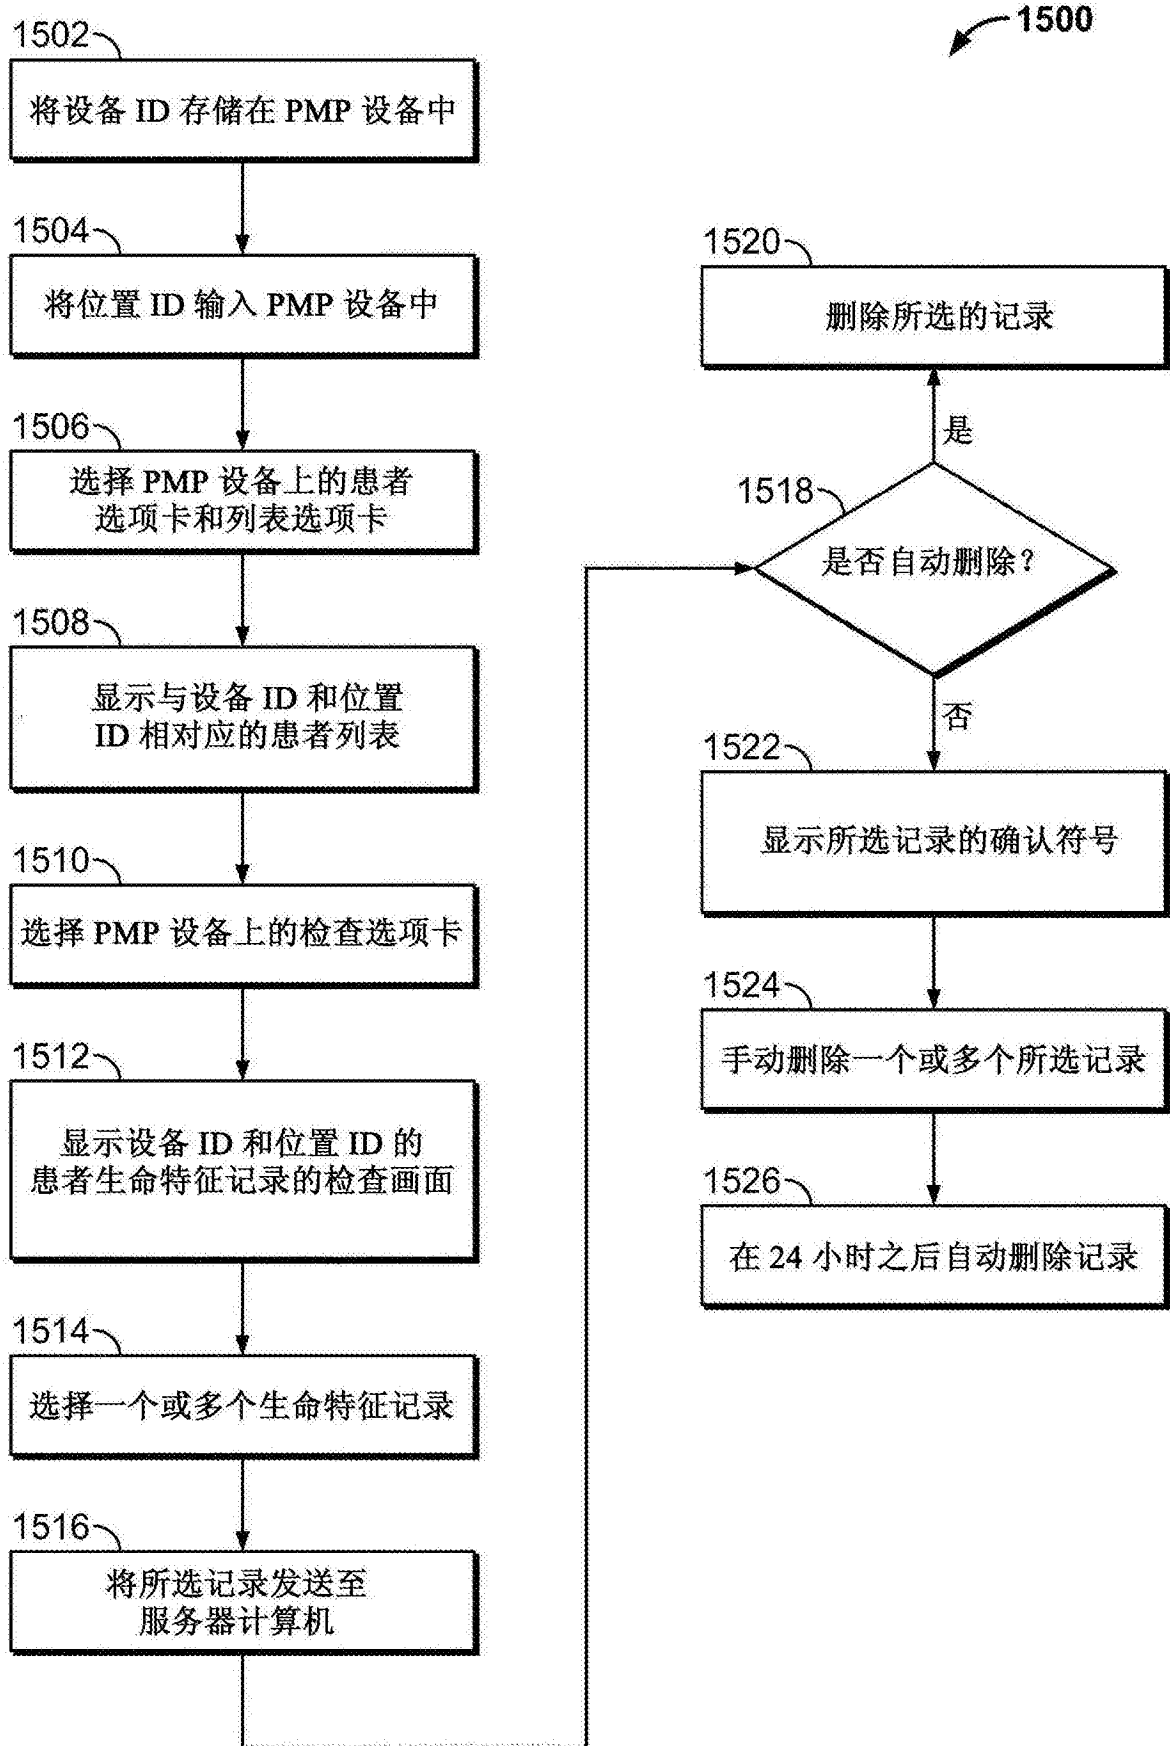 1500
1502
将设备 ID 存储在 PMP 设备中
1504
将位置 ID 输入 PMP 设备中
1506
选择 PMP 设备上的患者
选项卡和列表选项卡
1508
显示与设备 ID 和位置
ID 相对应的患者列表
1510
选择 PMP 设备上的检查选项卡
1512
显示设备 ID 和位置 ID 的
患者生命特征记录的检查画面
1514
选择一个或多个生命特征记录
1516
将所选记录发送至
服务器计算机
1518
是否自动删除?
是
1520
删除所选的记录
否
1522
显示所选记录的确认符号
1524
手动删除一个或多个所选记录
1526
在 24 小时之后自动删除记录